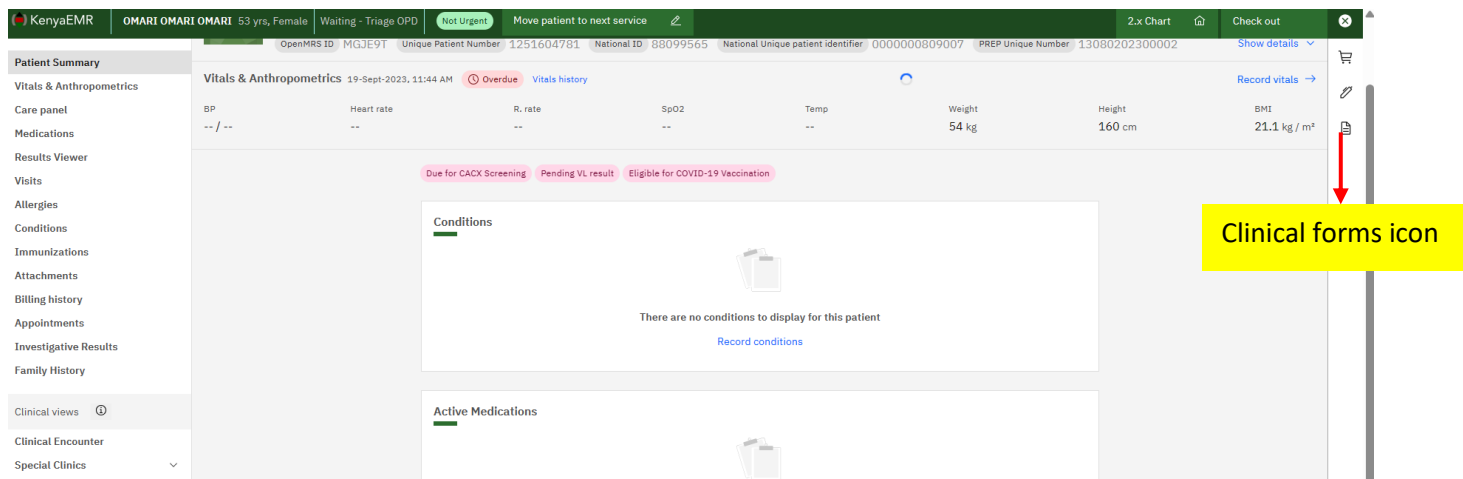 KenyaEMR OMARI OMARI OMARI 53 yrs, Female Waiting - Triage OPD Not Urgent Move patient to next service 2.x Chart Check out
OpenMRS ID MGJE9T Unique Patient Number 1251604781 National ID 88099565 National Unique patient identifier 0000000809007 PREP Unique Number 13080202300002 Show details
Patient Summary
Vitals & Anthropometrics
Care panel
Medications
Results Viewer
Visits
Allergies
Conditions
Immunizations
Attachments
Billing history
Appointments
Investigative Results
Family History
Clinical views
Clinical Encounter
Special Clinics
Vitals & Anthropometrics 19-Sept-2023, 11:44 AM Overdue Vitals history Record vitals →
BP Heart rate R. rate SpO2 Temp Weight Height BMI
-- / -- -- -- -- -- 54 kg 160 cm 21.1 kg / m²
Due for CACX Screening Pending VL result Eligible for COVID-19 Vaccination
Conditions
There are no conditions to display for this patient
Record conditions
Active Medications
Clinical forms icon